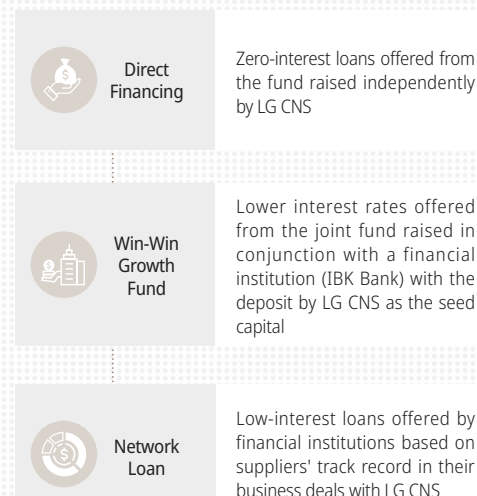 Direct
Financing
Zero-interest loans offered from
the fund raised independently
by LG CNS
Win-Win
Growth
Fund
Lower interest rates offered
from the joint fund raised in
conjunction with a financial
institution (IBK Bank) with the
deposit by LG CNS as the seed
capital
Network
Loan
Low-interest loans offered by
financial institutions based on
suppliers' track record in their
business deals with LG CNS